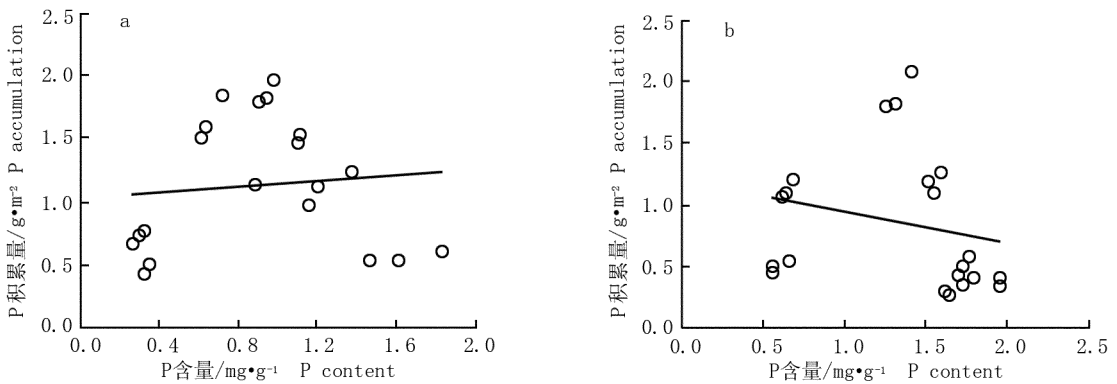 a
P积累量/g•m⁻² P accumulation
2.5
2.0
1.5
1.0
0.5
0.0
0.0 0.4 0.8 1.2 1.6 2.0
P含量/mg•g⁻¹ P content
b
P积累量/g•m⁻² P accumulation
2.5
2.0
1.5
1.0
0.5
0.0
0.0 0.5 1.0 1.5 2.0 2.5
P含量/mg•g⁻¹ P content